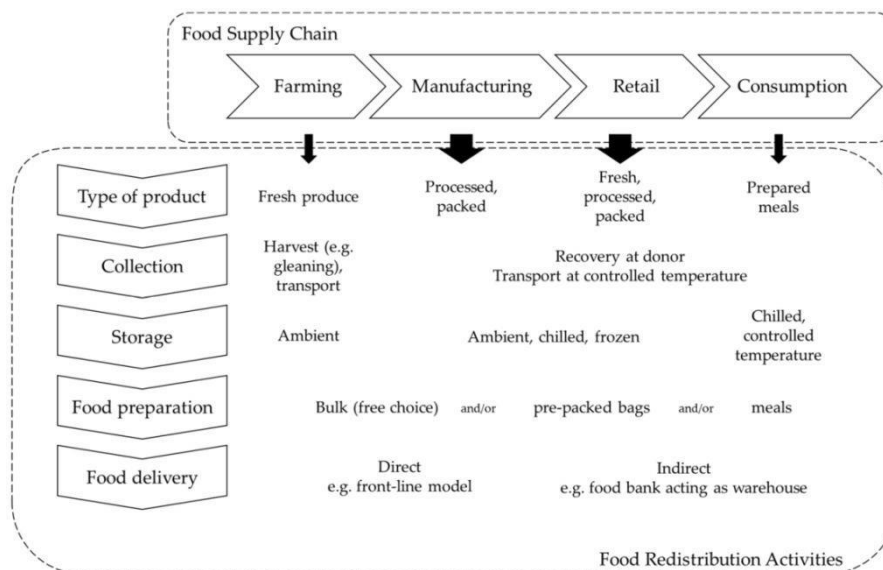 Food Supply Chain
Farming
Manufacturing
Retail
Consumption
Type of product
Fresh produce
Processed,
packed
Fresh,
processed,
packed
Prepared
meals
Collection
Harvest (e.g.
gleaning),
transport
Recovery at donor
Transport at controlled temperature
Storage
Ambient
Ambient, chilled, frozen
Chilled,
controlled
temperature
Food preparation
Bulk (free choice) and/or pre-packed bags and/or meals
Food delivery
Direct
e.g. front-line model
Indirect
e.g. food bank acting as warehouse
Food Redistribution Activities